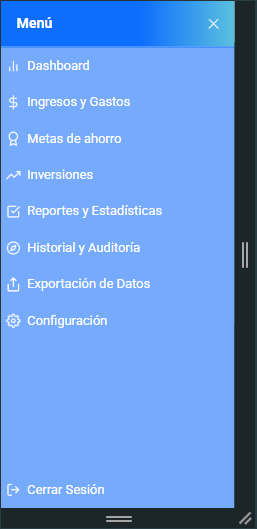 Menú
Dashboard
Ingresos y Gastos
Metas de ahorro
Inversiones
Reportes y Estadísticas
Historial y Auditoría
Exportación de Datos
Configuración
Cerrar Sesión